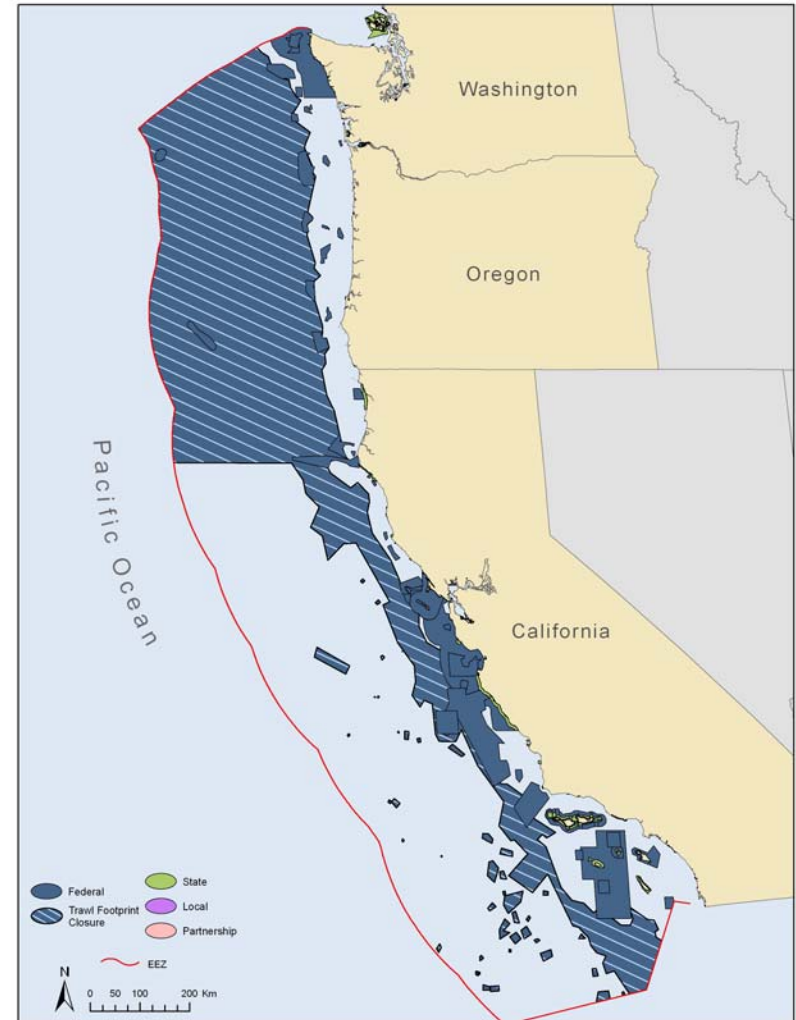 Washington
Oregon
Pacific Ocean
California
Federal
Trawl Footprint
Closure
State
Local
Partnership
EEZ
N
0 50 100 200 Km